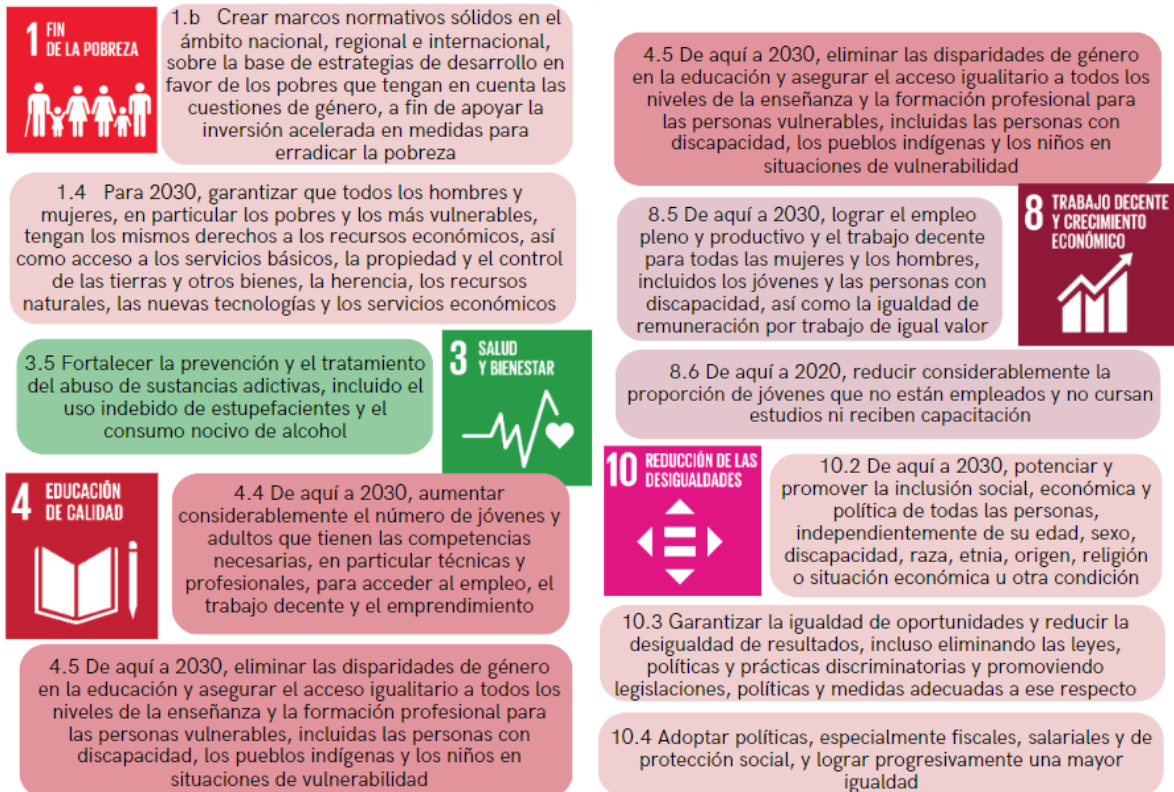 1 FIN
DE LA POBREZA
1.b Crear marcos normativos sólidos en el
ámbito nacional, regional e internacional,
sobre la base de estrategias de desarrollo en
favor de los pobres que tengan en cuenta las
cuestiones de género, a fin de apoyar la
inversión acelerada en medidas para
erradicar la pobreza
1.4 Para 2030, garantizar que todos los hombres y
mujeres, en particular los pobres y los más vulnerables,
tengan los mismos derechos a los recursos económicos, así
como acceso a los servicios básicos, la propiedad y el control
de las tierras y otros bienes, la herencia, los recursos
naturales, las nuevas tecnologías y los servicios económicos
3.5 Fortalecer la prevención y el tratamiento
del abuso de sustancias adictivas, incluido el
uso indebido de estupefacientes y el
consumo nocivo de alcohol
3 SALUD
Y BIENESTAR
4 EDUCACIÓN
DE CALIDAD
4.4 De aquí a 2030, aumentar
considerablemente el número de jóvenes y
adultos que tienen las competencias
necesarias, en particular técnicas y
profesionales, para acceder al empleo, el
trabajo decente y el emprendimiento
4.5 De aquí a 2030, eliminar las disparidades de género
en la educación y asegurar el acceso igualitario a todos los
niveles de la enseñanza y la formación profesional para
las personas vulnerables, incluidas las personas con
discapacidad, los pueblos indígenas y los niños en
situaciones de vulnerabilidad
4.5 De aquí a 2030, eliminar las disparidades de género
en la educación y asegurar el acceso igualitario a todos los
niveles de la enseñanza y la formación profesional para
las personas vulnerables, incluidas las personas con
discapacidad, los pueblos indígenas y los niños en
situaciones de vulnerabilidad
8.5 De aquí a 2030, lograr el empleo
pleno y productivo y el trabajo decente
para todas las mujeres y los hombres,
incluidos los jóvenes y las personas con
discapacidad, así como la igualdad de
remuneración por trabajo de igual valor
8 TRABAJO DECENTE
Y CRECIMIENTO
ECONÓMICO
8.6 De aquí a 2020, reducir considerablemente la
proporción de jóvenes que no están empleados y no cursan
estudios ni reciben capacitación
10 REDUCCIÓN DE LAS
DESIGUALDADES
10.2 De aquí a 2030, potenciar y
promover la inclusión social, económica y
política de todas las personas,
independientemente de su edad, sexo,
discapacidad, raza, etnia, origen, religión
o situación económica u otra condición
10.3 Garantizar la igualdad de oportunidades y reducir la
desigualdad de resultados, incluso eliminando las leyes,
políticas y prácticas discriminatorias y promoviendo
legislaciones, políticas y medidas adecuadas a ese respecto
10.4 Adoptar políticas, especialmente fiscales, salariales y de
protección social, y lograr progresivamente una mayor
igualdad